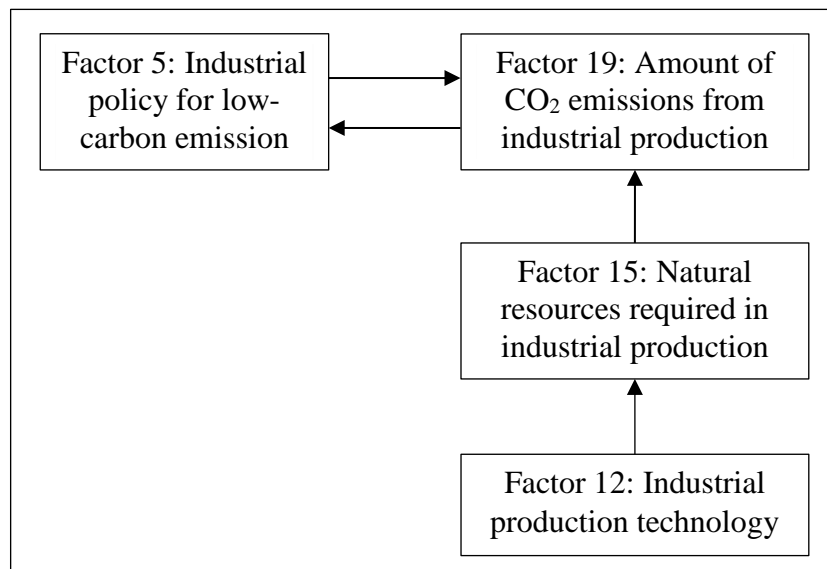 Factor 5: Industrial
policy for low-
carbon emission
Factor 19: Amount of
CO₂ emissions from
industrial production
Factor 15: Natural
resources required in
industrial production
Factor 12: Industrial
production technology